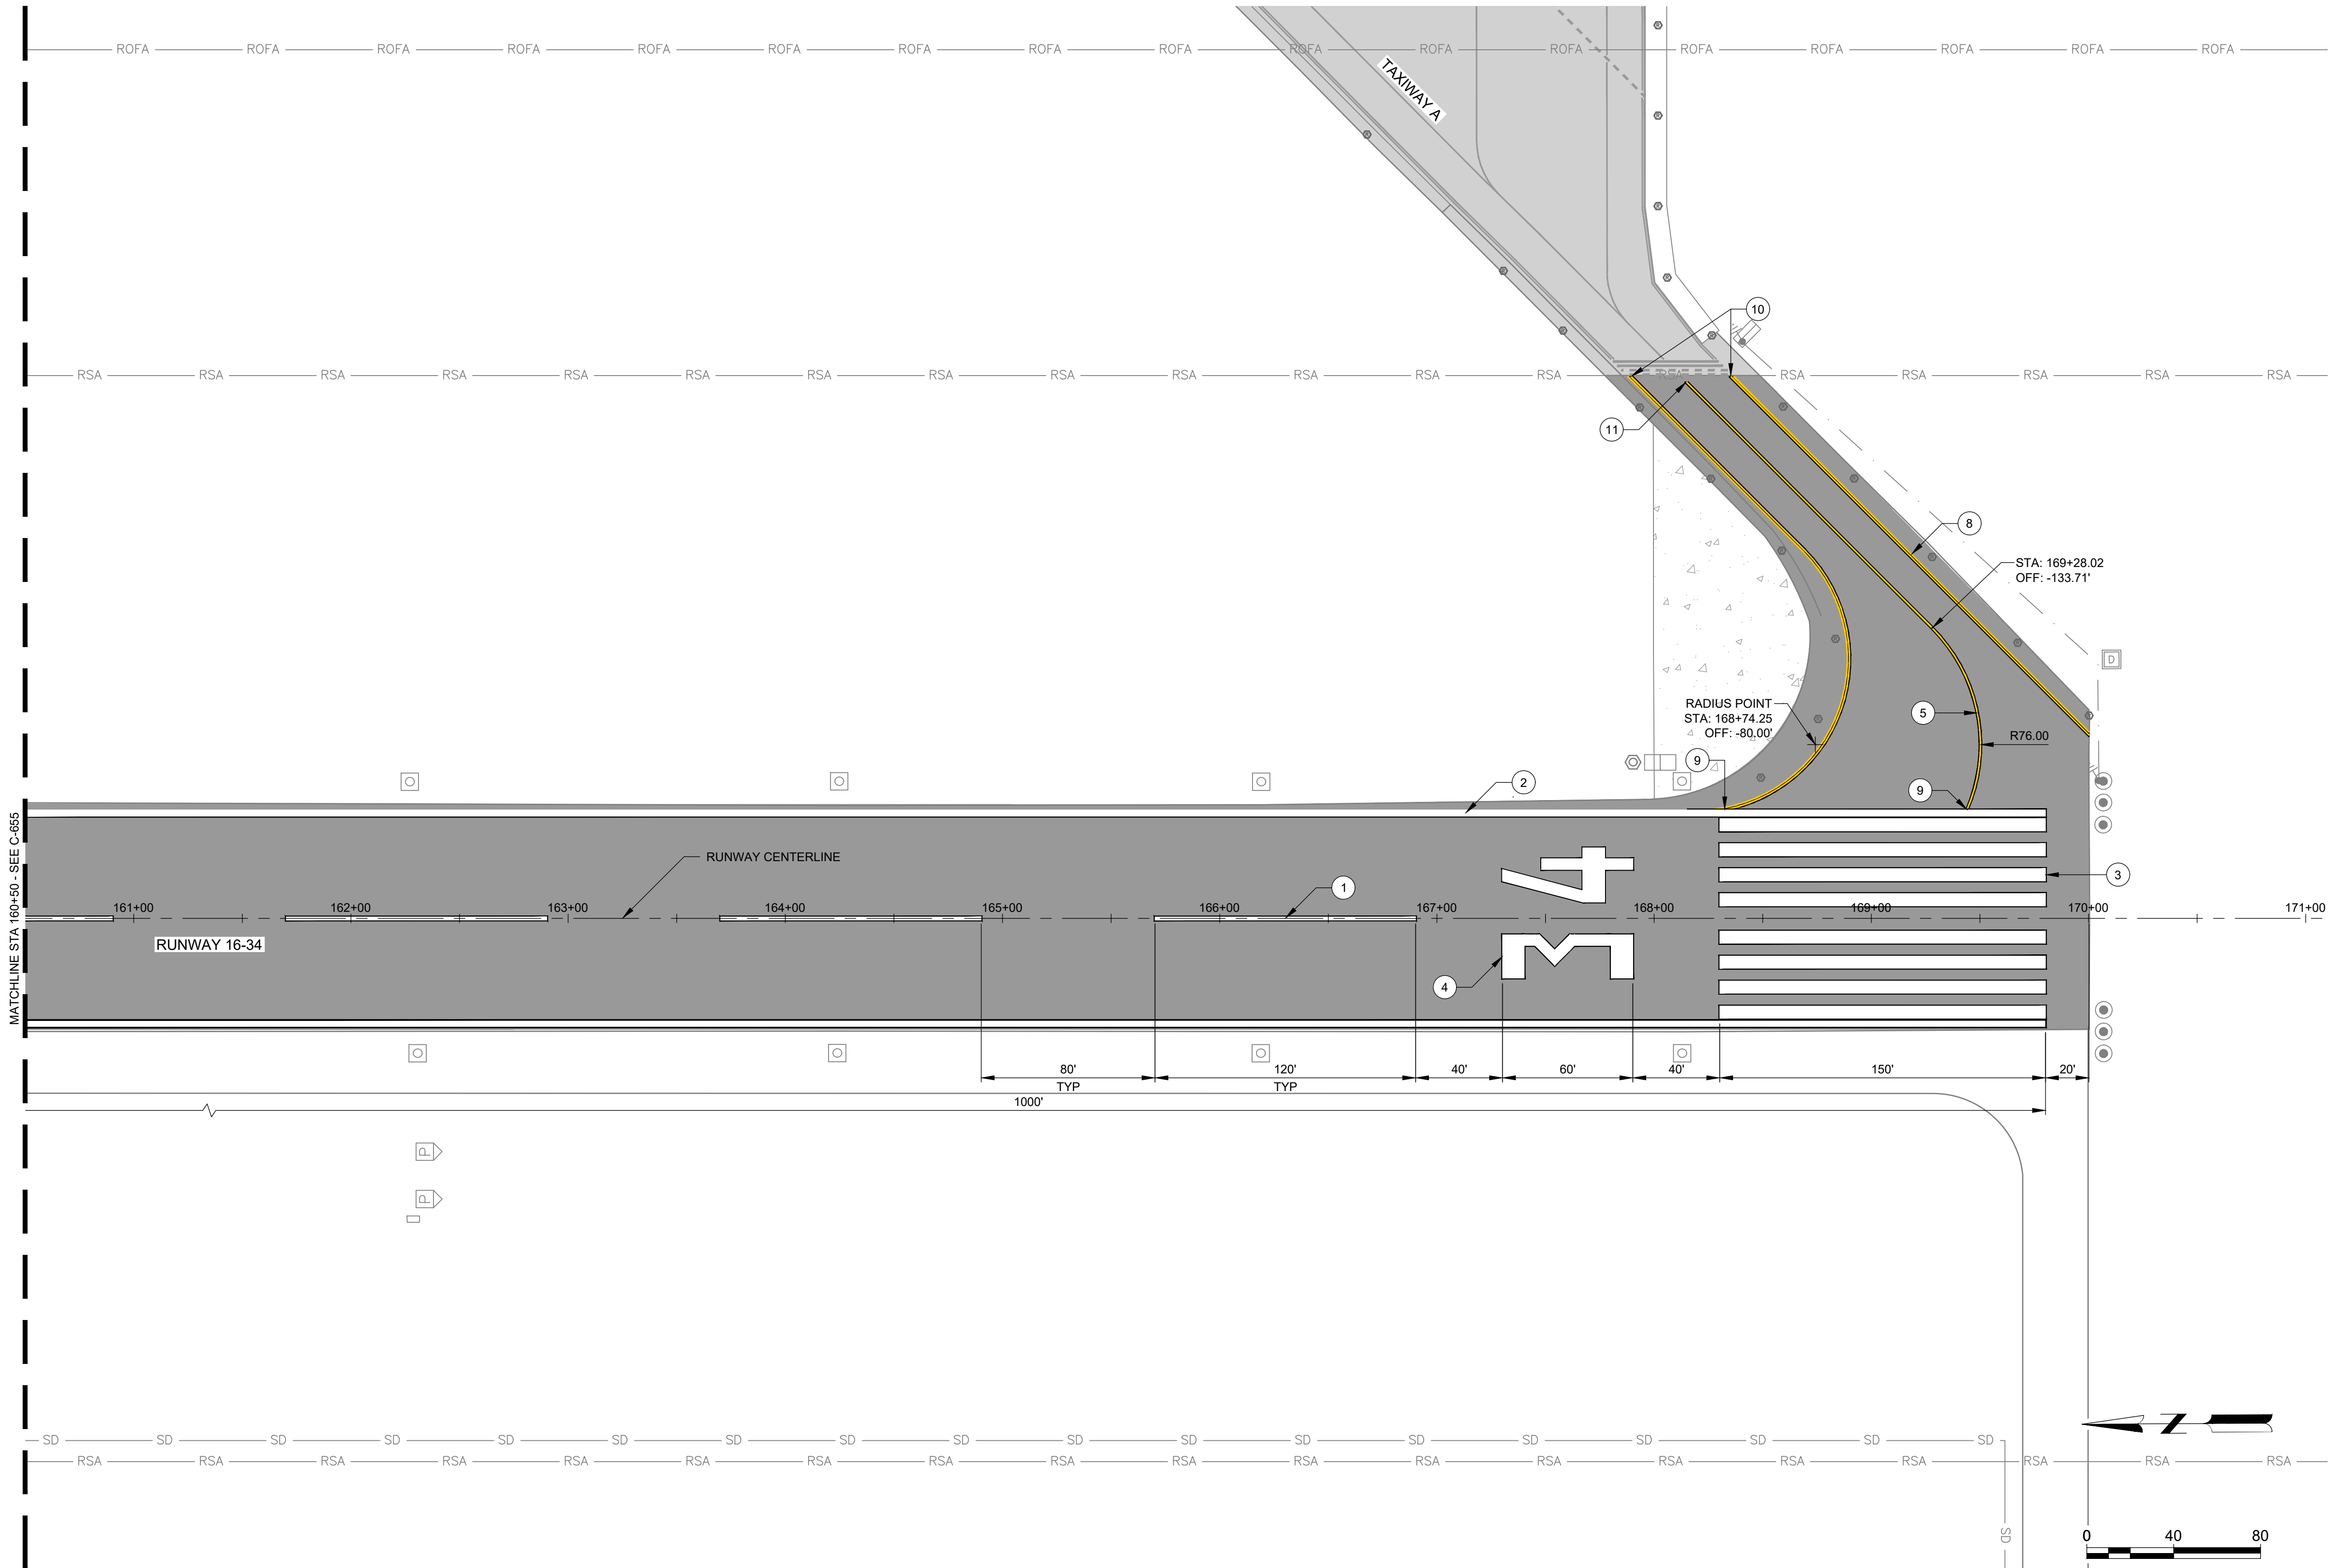 ROFA ROFA ROFA ROFA ROFA ROFA ROFA ROFA ROFA ROFA ROFA ROFA ROFA ROFA ROFA ROFA ROFA
TAXIWAY A
10
RSA RSA RSA RSA RSA RSA RSA RSA RSA RSA RSA RSA RSA RSA RSA RSA RSA RSA RSA
11
8
STA: 169+28.02
OFF: -133.71'
D
RADIUS POINT
STA: 168+74.25
OFF: -80.00'
5
R76.00
9
9
2
MATCHLINE STA 160+50 - SEE C-655
RUNWAY CENTERLINE
1
3
161+00 162+00 163+00 164+00 165+00 166+00 167+00 168+00 169+00 170+00 171+00
RUNWAY 16-34
34
4
80' 120' 40' 60' 40' 150' 20'
TYP TYP
1000'
P
P
N
SD SD SD SD SD SD SD SD SD SD SD SD SD SD SD SD SD SD
RSA RSA RSA RSA RSA RSA RSA RSA RSA RSA RSA RSA RSA RSA RSA RSA RSA RSA RSA
SD
0 40 80